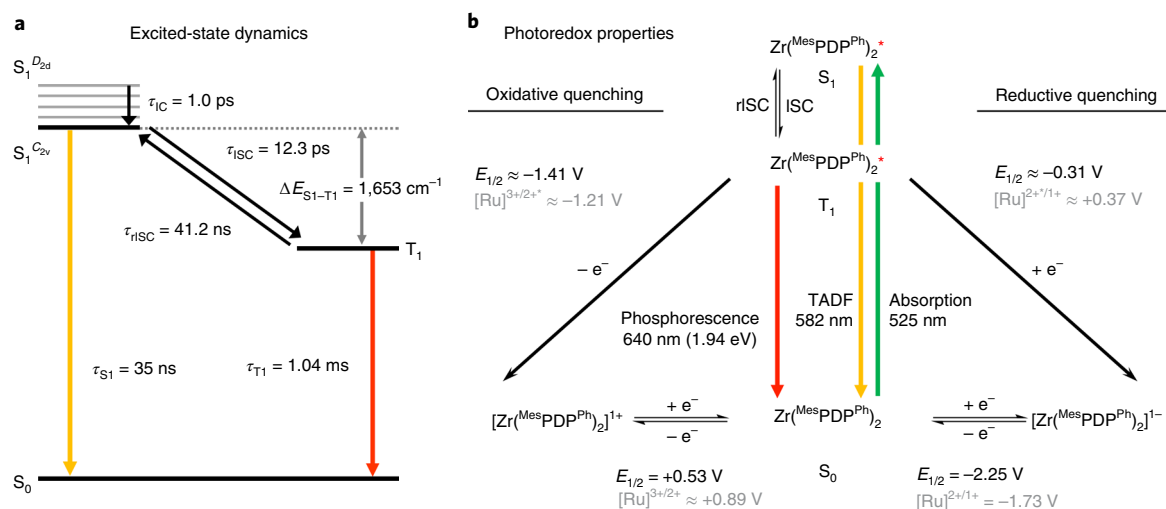 a
Excited-state dynamics
S₁ᴰ²ᵈ
τIC = 1.0 ps
S₁ᶜ²ᵛ
τISC = 12.3 ps
ΔES1–T1 = 1,653 cm⁻¹
τrISC = 41.2 ns
T₁
τS1 = 35 ns
τT1 = 1.04 ms
S₀
b
Photoredox properties
Zr(ᴹᵉˢPDPᴾʰ)₂*
S₁
Oxidative quenching
rISC
ISC
Reductive quenching
Zr(ᴹᵉˢPDPᴾʰ)₂*
T₁
E1/2 ≈ −1.41 V
[Ru]³⁺/²⁺* ≈ −1.21 V
E1/2 ≈ −0.31 V
[Ru]²⁺*/¹⁺ ≈ +0.37 V
− e⁻
+ e⁻
Phosphorescence
640 nm (1.94 eV)
TADF
582 nm
Absorption
525 nm
[Zr(ᴹᵉˢPDPᴾʰ)₂]¹⁺
+ e⁻
− e⁻
Zr(ᴹᵉˢPDPᴾʰ)₂
+ e⁻
− e⁻
[Zr(ᴹᵉˢPDPᴾʰ)₂]¹⁻
E1/2 = +0.53 V
[Ru]³⁺/²⁺ ≈ +0.89 V
S₀
E1/2 = −2.25 V
[Ru]²⁺/¹⁺ = −1.73 V